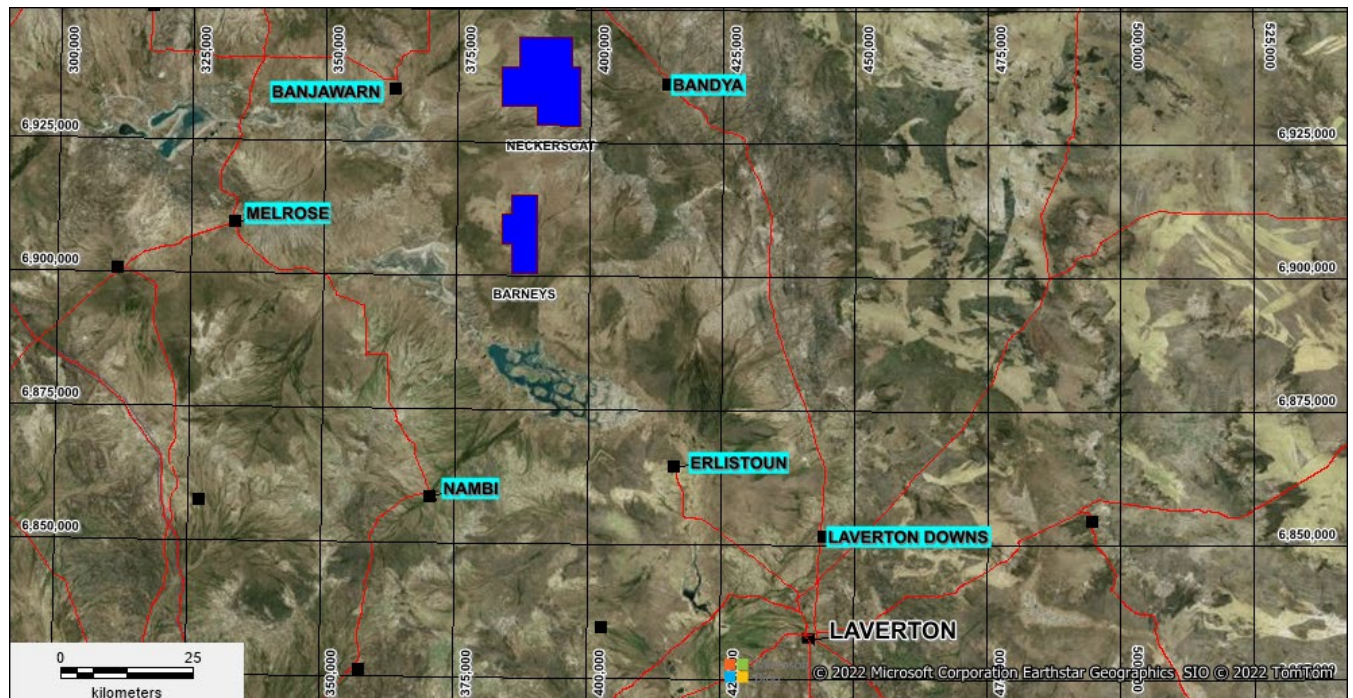 300,000
325,000
350,000
375,000
400,000
425,000
450,000
475,000
500,000
525,000
BANJAWARN
BANDYA
6,925,000
6,925,000
NECKERSGAT
MELROSE
6,900,000
6,900,000
BARNEYS
6,875,000
6,875,000
ERLISTOUN
NAMBI
6,850,000
6,850,000
LAVERTON DOWNS
LAVERTON
0 25
kilometers
350,000
375,000
400,000
© 2022 Microsoft Corporation Earthstar Geographics SIO © 2022 TomTom